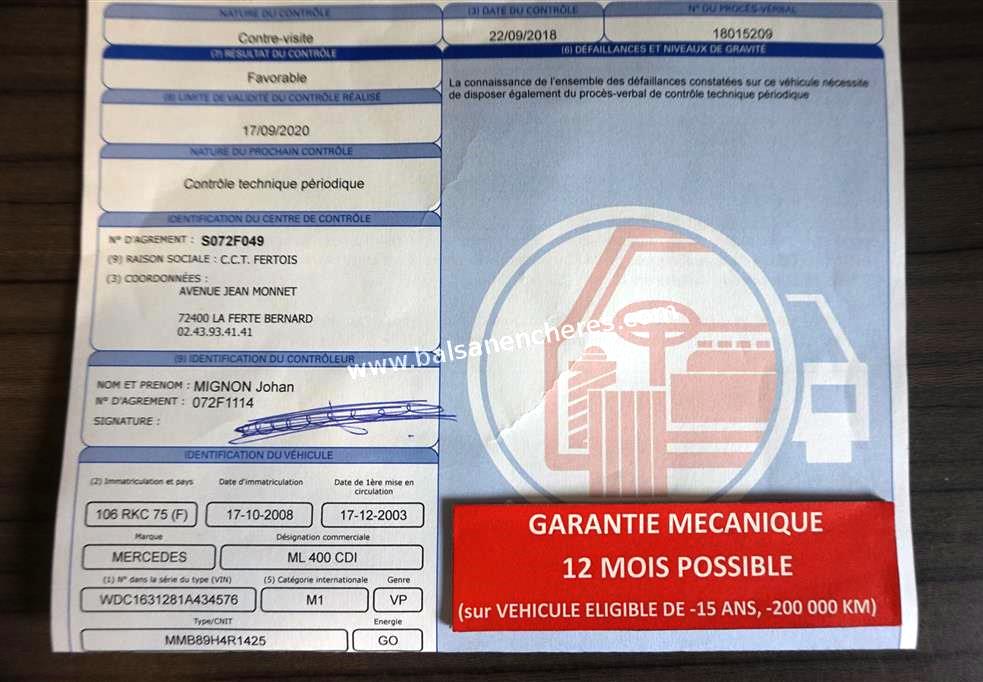 NATURE DU CONTRÔLE
(3) DATE DU CONTRÔLE
N° DU PROCÈS-VERBAL
Contre-visite
22/09/2018
18015209
(7) RÉSULTAT DU CONTRÔLE
(6) DÉFAILLANCES ET NIVEAUX DE GRAVITÉ
Favorable
La connaissance de l'ensemble des défaillances constatées sur ce véhicule nécessite
de disposer également du procès-verbal de contrôle technique périodique
(8) LIMITE DE VALIDITÉ DU CONTRÔLE RÉALISÉ
17/09/2020
NATURE DU PROCHAIN CONTRÔLE
Contrôle technique périodique
IDENTIFICATION DU CENTRE DE CONTRÔLE
N° D'AGREMENT : S072F049
(9) RAISON SOCIALE : C.C.T. FERTOIS
(3) COORDONNÉES :
AVENUE JEAN MONNET
72400 LA FERTE BERNARD
02.43.93.41.41
(9) IDENTIFICATION DU CONTRÔLEUR
NOM ET PRENOM : MIGNON Johan
N° D'AGREMENT : 072F1114
SIGNATURE :
www.balsanencheres.com
IDENTIFICATION DU VÉHICULE
(2) Immatriculation et pays
Date d'immatriculation
Date de 1ère mise en
circulation
106 RKC 75 (F)
17-10-2008
17-12-2003
Marque
Désignation commerciale
MERCEDES
ML 400 CDI
(1) N° dans la série du type (VIN)
(5) Catégorie internationale
Genre
WDC1631281A434576
M1
VP
Type/CNIT
Energie
MMB89H4R1425
GO
GARANTIE MECANIQUE
12 MOIS POSSIBLE
(sur VEHICULE ELIGIBLE DE -15 ANS, -200 000 KM)